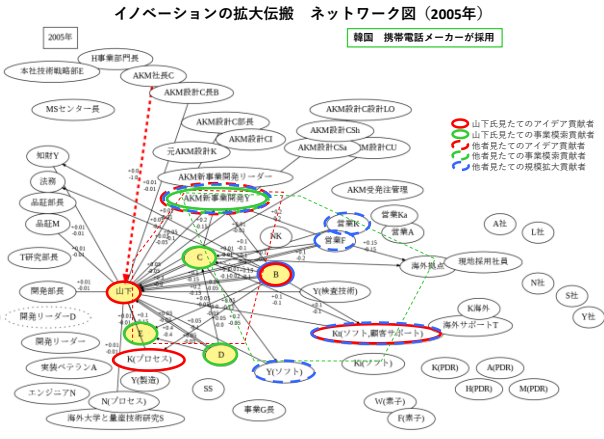 イノベーションの拡大伝搬　ネットワーク図（2005年）
2005年
韓国　携帯電話メーカーが採用
H事業部門長
本社技術戦略部E
AKM社長C
AKM設計C長B
MSセンター長
AKM設計C設計LO
AKM設計C部長
AKM設計CSh
AKM設計CI
AKM設計CSa
元AKM設計K
山下氏見たてのアイデア貢献者
山下氏見たての事業模索貢献者
他者見たてのアイデア貢献者
他者見たての事業模索貢献者
他者見たての規模拡大貢献者
知財Y
法務
AKM新事業開発リーダー
AKM新事業開発Y
AKM受発注管理
品証部長
品証M
営業K
営業Ka
営業A
営業F
NK
A社
L社
T研究部長
C
B
海外拠点
現地採用社員
開発部長
山下
Y(検査技術)
N社
S社
Y社
開発リーダーD
K海外
海外サポートT
E
Ki(ソフト,顧客サポート)
開発リーダー
D
K(プロセス)
Y(ソフト)
Ki(ソフト)
実装ベテランA
K(PDR)
A(PDR)
Y(製造)
エンジニアN
SS
H(PDR)
M(PDR)
N(プロセス)
W(素子)
事業G長
海外大学と量産技術研究S
F(素子)